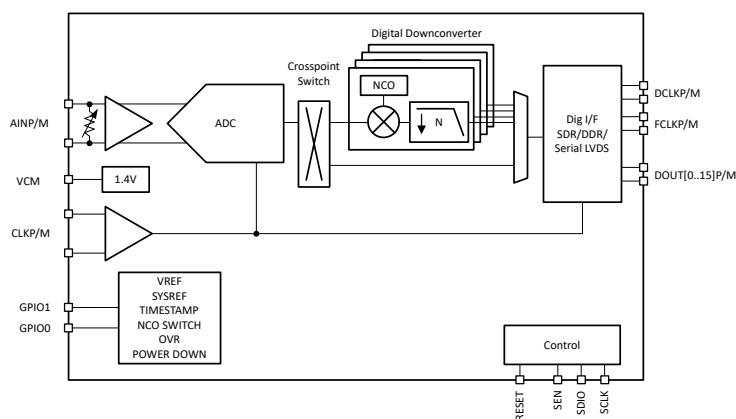 Digital Downconverter
Crosspoint
Switch
NCO
AINP/M
ADC
N
Dig I/F
SDR/DDR/
Serial LVDS
DCLKP/M
FCLKP/M
DOUT[0..15]P/M
VCM
1.4V
CLKP/M
GPIO1
GPIO0
VREF
SYSREF
TIMESTAMP
NCO SWITCH
OVR
POWER DOWN
Control
RESET
SEN
SDIO
SCLK